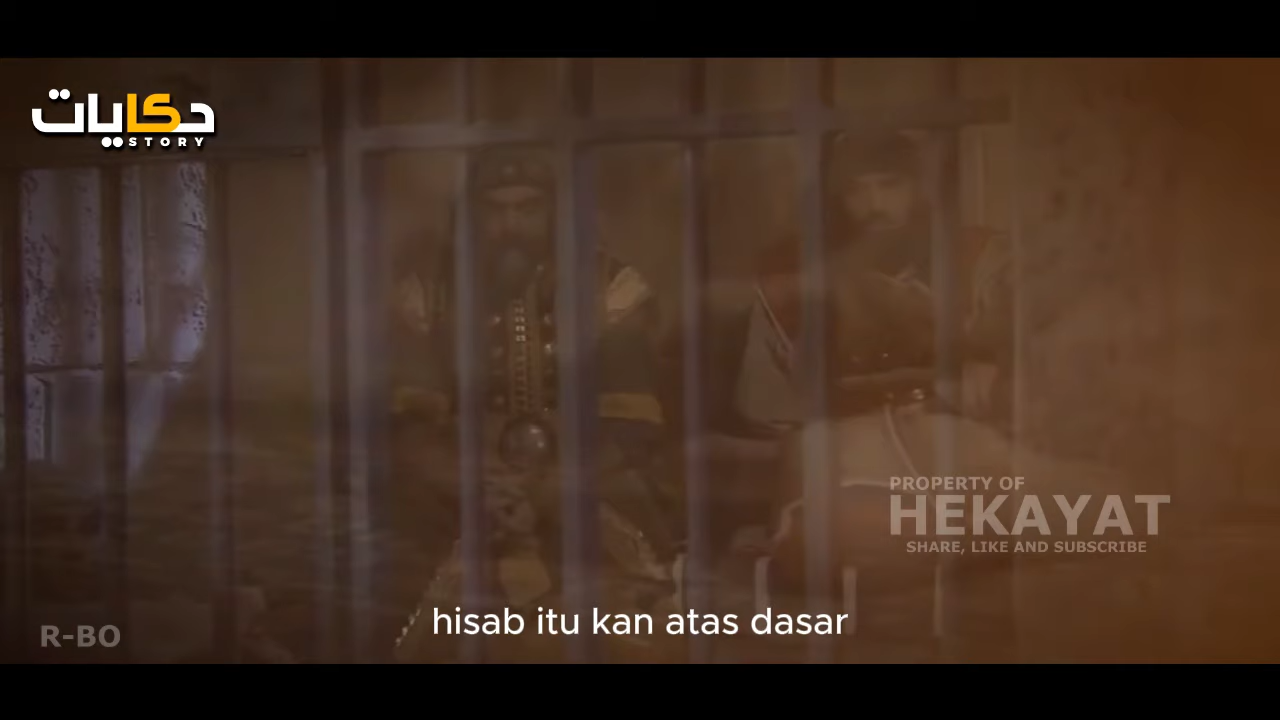 حكايات
STORY
PROPERTY OF
HEKAYAT
SHARE, LIKE AND SUBSCRIBE
hisab itu kan atas dasar
R-BO